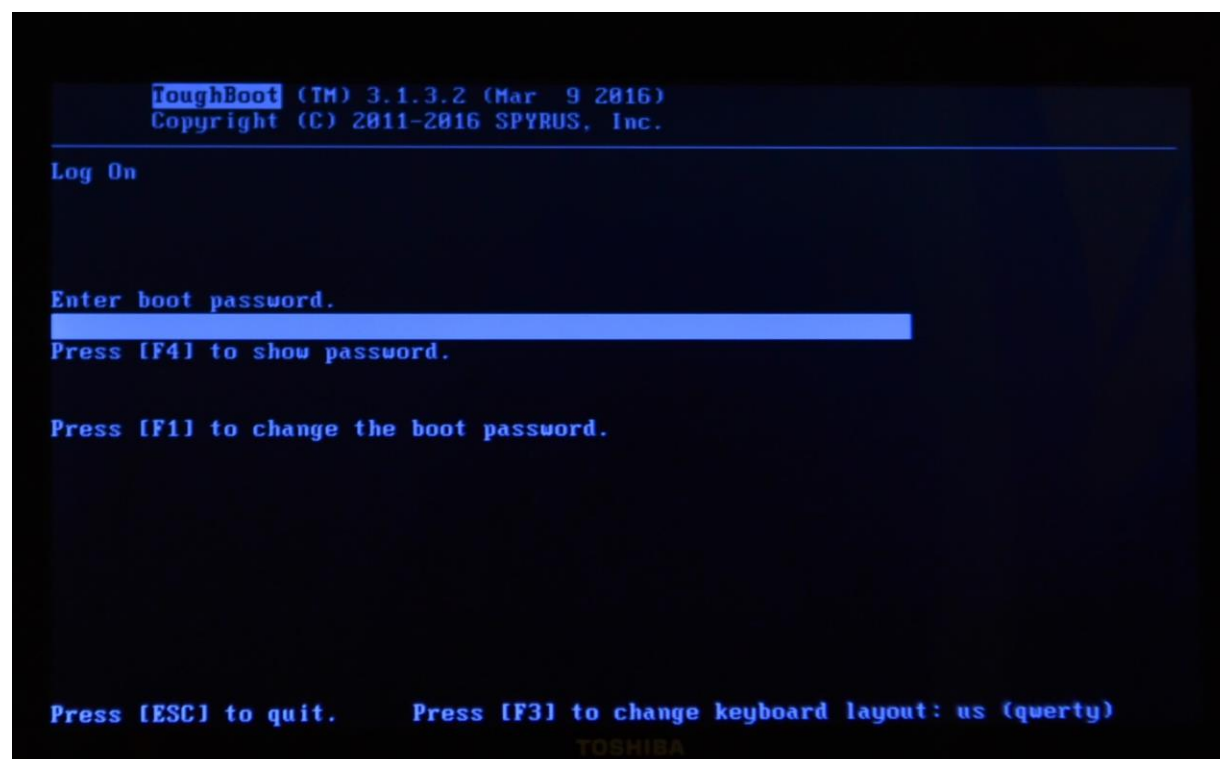 ToughBoot (TM) 3.1.3.2 (Mar  9 2016)
Copyright (C) 2011-2016 SPYRUS, Inc.
Log On
Enter boot password.
Press [F4] to show password.
Press [F1] to change the boot password.
Press [ESC] to quit. Press [F3] to change keyboard layout: us (qwerty)
TOSHIBA